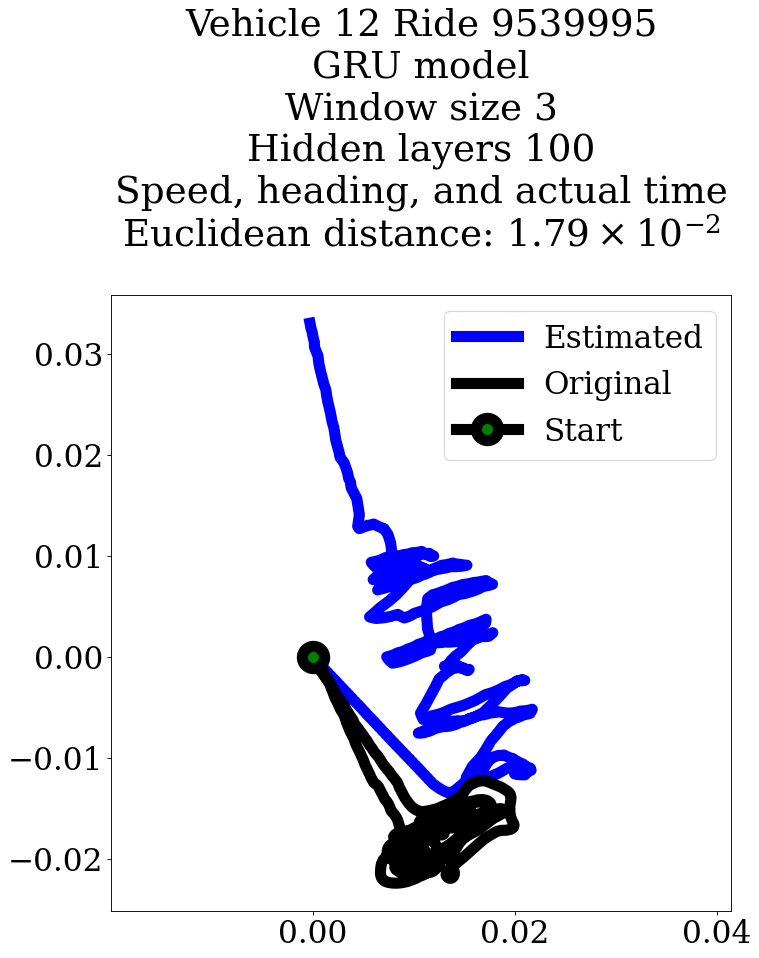 Vehicle 12 Ride 9539995
GRU model
Window size 3
Hidden layers 100
Speed, heading, and actual time
Euclidean distance: 1.79 × 10⁻²
Estimated
Original
Start
0.03
0.02
0.01
0.00
−0.01
−0.02
0.00 0.02 0.04